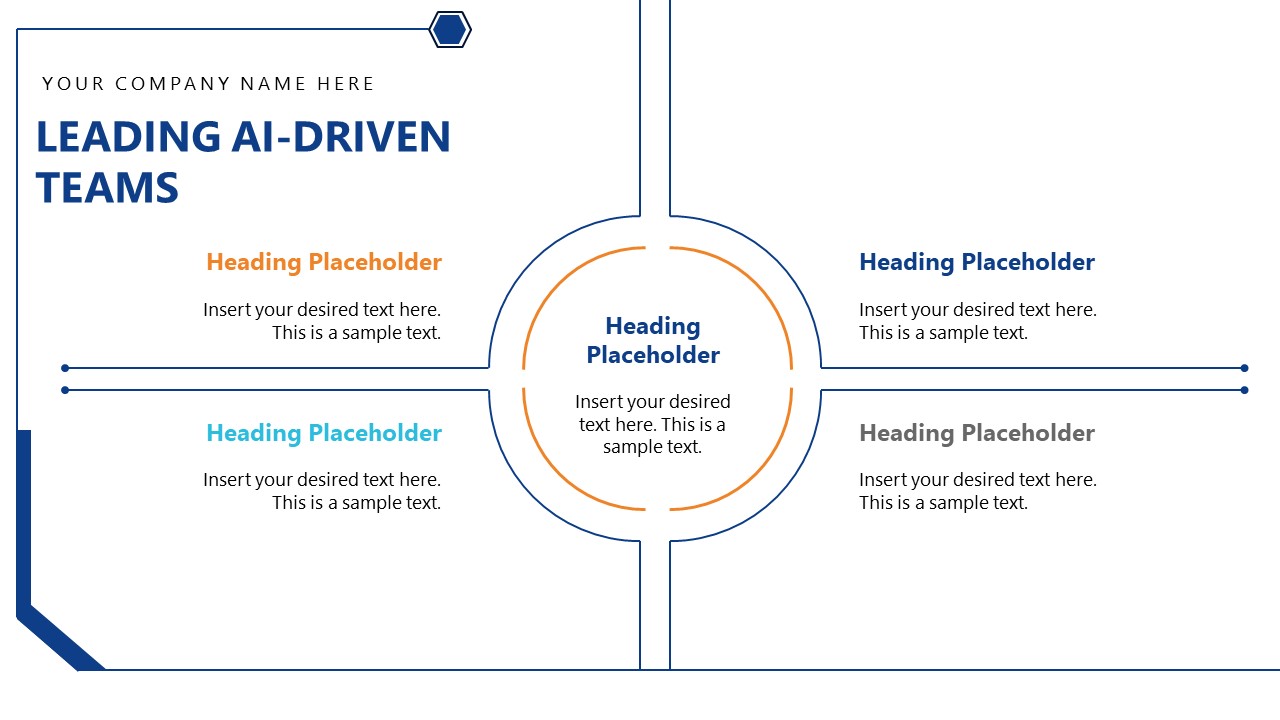 YOUR COMPANY NAME HERE
LEADING AI-DRIVEN
TEAMS
Heading Placeholder
Insert your desired text here.
This is a sample text.
Heading Placeholder
Insert your desired text here.
This is a sample text.
Heading
Placeholder
Insert your desired
text here. This is a
sample text.
Heading Placeholder
Insert your desired text here.
This is a sample text.
Heading Placeholder
Insert your desired text here.
This is a sample text.